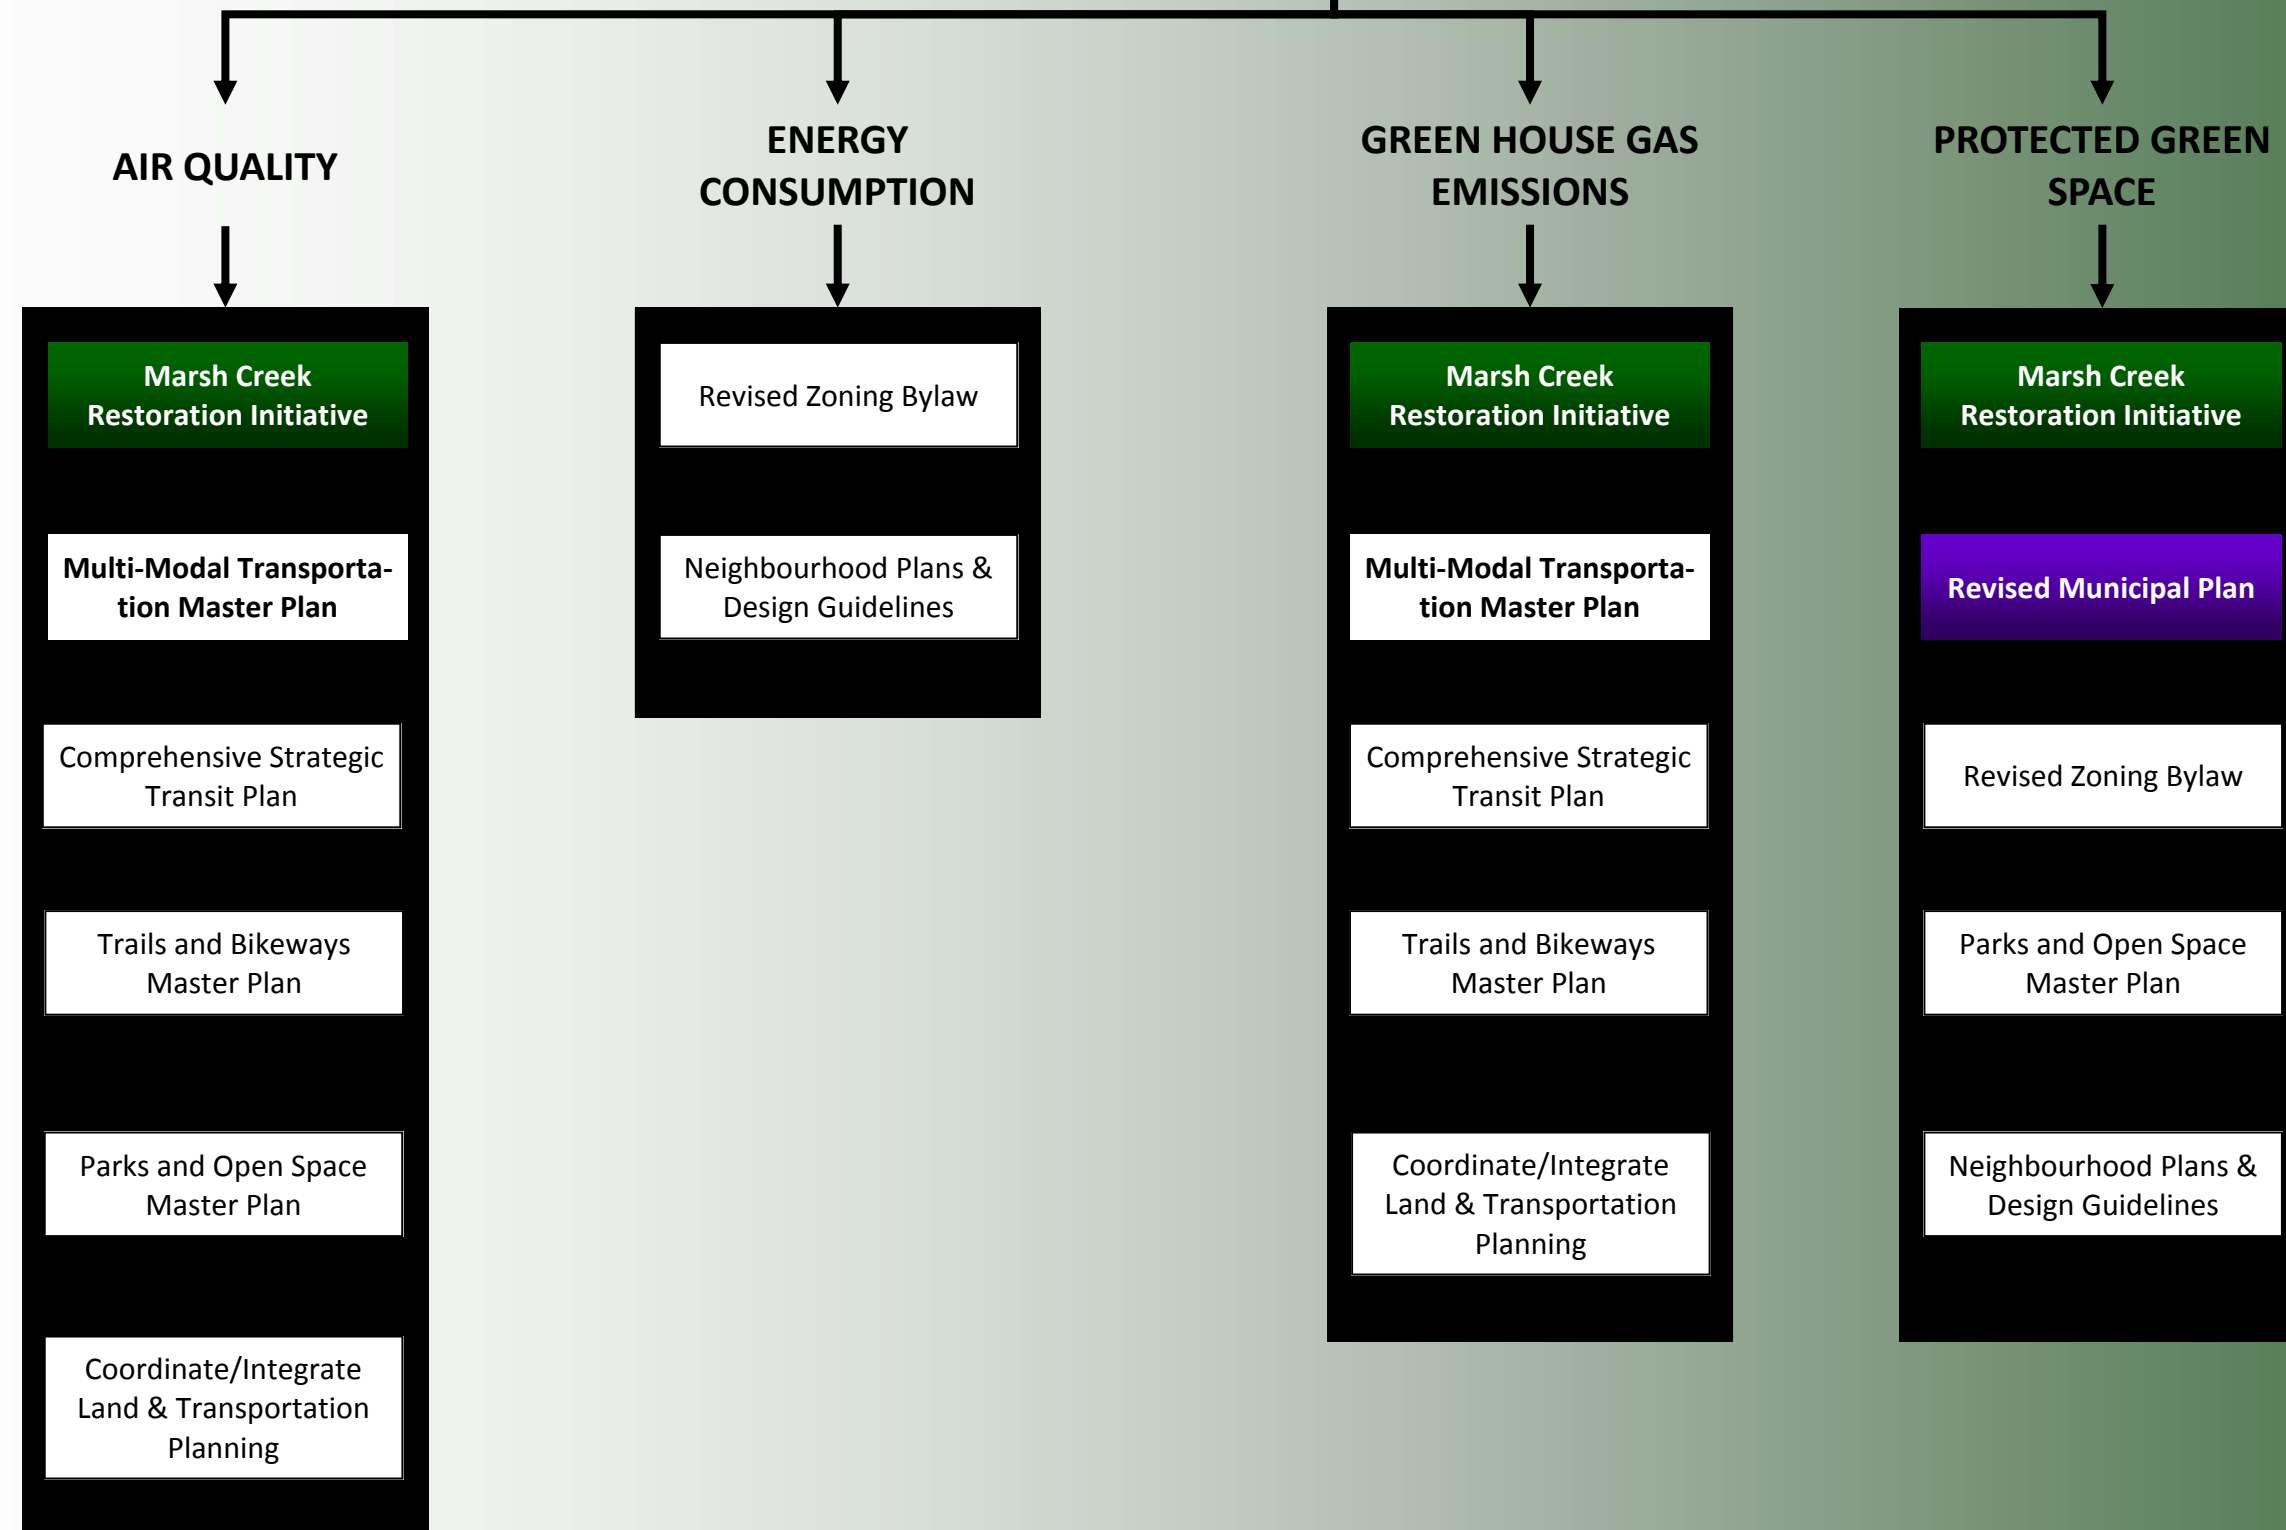 AIR QUALITY
Marsh Creek
Restoration Initiative
Multi-Modal Transporta-
tion Master Plan
Comprehensive Strategic
Transit Plan
Trails and Bikeways
Master Plan
Parks and Open Space
Master Plan
Coordinate/Integrate
Land & Transportation
Planning
ENERGY
CONSUMPTION
Revised Zoning Bylaw
Neighbourhood Plans &
Design Guidelines
GREEN HOUSE GAS
EMISSIONS
Marsh Creek
Restoration Initiative
Multi-Modal Transporta-
tion Master Plan
Comprehensive Strategic
Transit Plan
Trails and Bikeways
Master Plan
Coordinate/Integrate
Land & Transportation
Planning
PROTECTED GREEN
SPACE
Marsh Creek
Restoration Initiative
Revised Municipal Plan
Revised Zoning Bylaw
Parks and Open Space
Master Plan
Neighbourhood Plans &
Design Guidelines